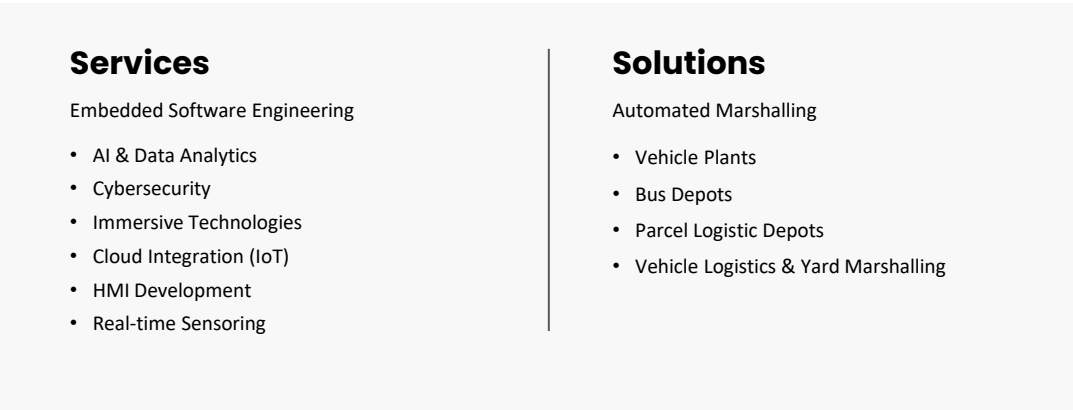 Services
Embedded Software Engineering
• AI & Data Analytics
• Cybersecurity
• Immersive Technologies
• Cloud Integration (IoT)
• HMI Development
• Real-time Sensoring
Solutions
Automated Marshalling
• Vehicle Plants
• Bus Depots
• Parcel Logistic Depots
• Vehicle Logistics & Yard Marshalling